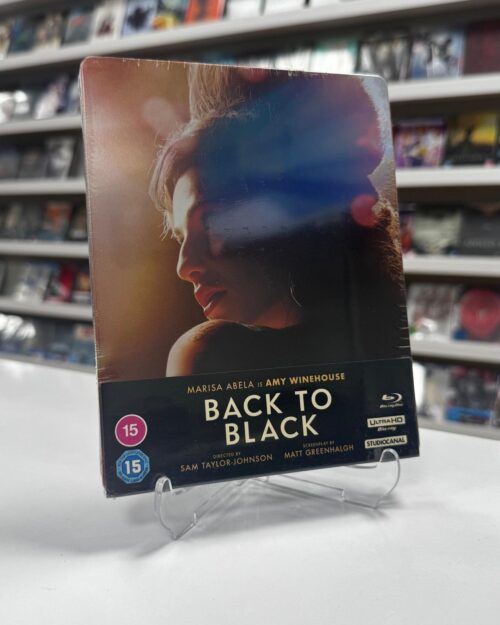 MARISA ABELA IS AMY WINEHOUSE
BACK TO
BLACK
DIRECTED BY
SAM TAYLOR-JOHNSON
SCREENPLAY BY
MATT GREENHALGH
15
15
Blu-ray Disc
ULTRA HD
Blu-ray
STUDIOCANAL